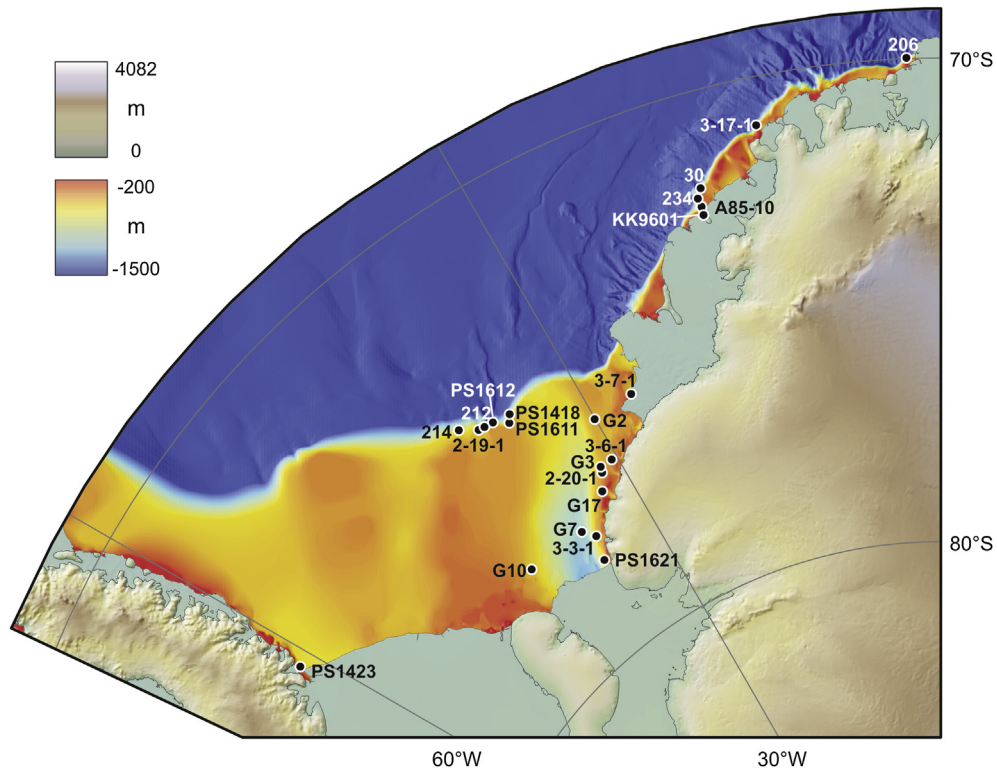 206
4082
70°S
m
3-17-1
0
30
-200
234
A85-10
KK9601
m
-1500
3-7-1
PS1612
212
PS1418
G2
214
PS1611
2-19-1
3-6-1
G3
2-20-1
G17
G7
80°S
3-3-1
PS1621
G10
PS1423
60°W
30°W